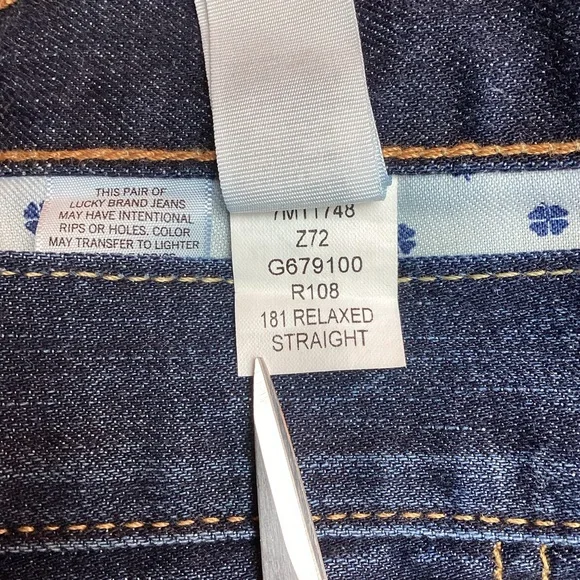 THIS PAIR OF
LUCKY BRAND JEANS
MAY HAVE INTENTIONAL
RIPS OR HOLES. COLOR
MAY TRANSFER TO LIGHTER
7M11748
Z72
G679100
R108
181 RELAXED
STRAIGHT